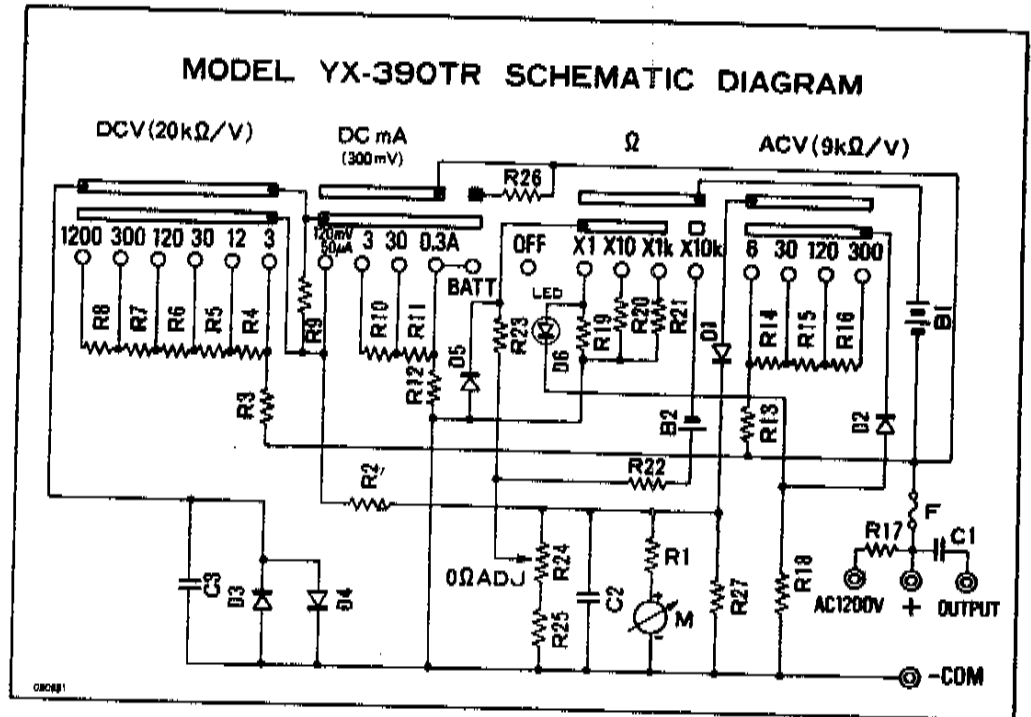 MODEL YX-390TR SCHEMATIC DIAGRAM
DCV(20kΩ/V)
DC mA
(300mV)
Ω
ACV(9kΩ/V)
R26
1200 300 120 30 12 3
120mV
50μA
3 30 0.3A
BATT
OFF
X1 X10 X1k X10k
6 30 120 300
LED
R8
R7
R6
R5
R4
R9
R10
R11
R12
D5
R23
D6
R19
R20
R21
D1
R14
R15
R16
B1
R3
B2
R13
D2
R2
R22
F
R17
C1
0ΩADJ
R24
R1
C3
D3
D4
R25
C2
M
+
-
R27
R18
AC1200V
+
OUTPUT
-COM